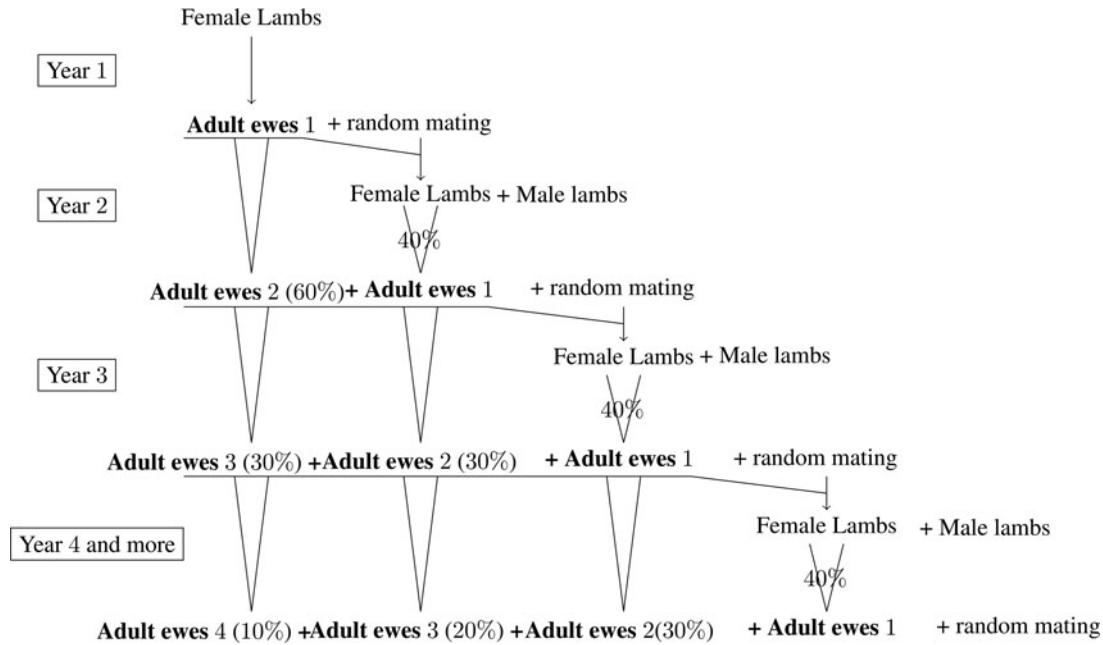 Female Lambs
Year 1
Adult ewes 1 + random mating
Year 2
Female Lambs + Male lambs
40%
Adult ewes 2 (60%)+ Adult ewes 1 + random mating
Year 3
Female Lambs + Male lambs
40%
Adult ewes 3 (30%) +Adult ewes 2 (30%) + Adult ewes 1 + random mating
Year 4 and more
Female Lambs + Male lambs
40%
Adult ewes 4 (10%) +Adult ewes 3 (20%) +Adult ewes 2(30%) + Adult ewes 1 + random mating